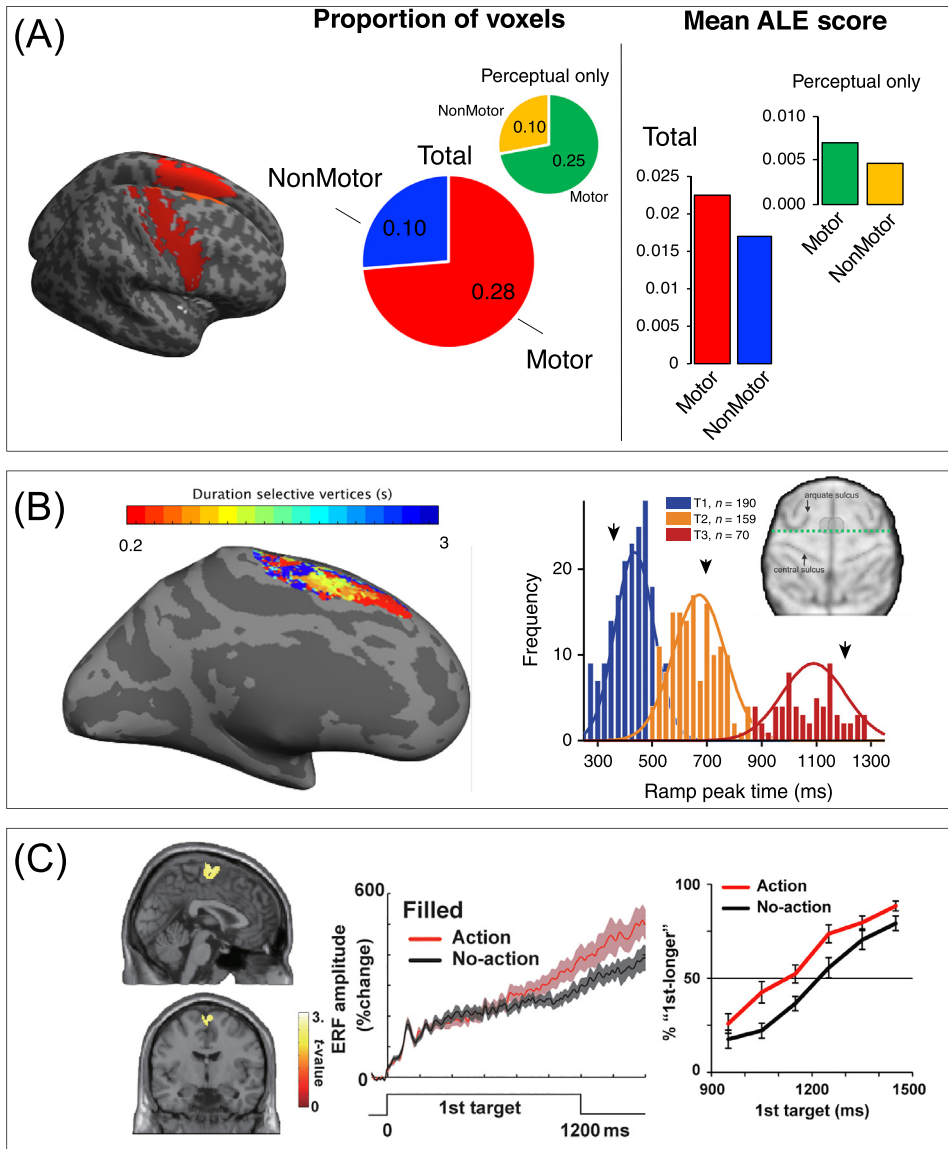 (A)
Proportion of voxels
Mean ALE score
Perceptual only
NonMotor
0.10
0.25
Motor
Total
NonMotor
0.10
0.28
Motor
Total
0.025
0.02
0.015
0.01
0.005
0
Motor
NonMotor
Perceptual only
0.010
0.005
0.000
Motor
NonMotor
(B)
Duration selective vertices (s)
0.2
3
T1, n = 190
T2, n = 159
T3, n = 70
Frequency
20
10
0
300
500
700
900
1100
1300
Ramp peak time (ms)
arquate sulcus
central sulcus
(C)
3.
t-value
0
600
Filled
Action
No-action
ERF amplitude
(%change)
0
1st target
0
1200 ms
100
Action
No-action
% “1st-longer”
50
0
900
1200
1500
1st target (ms)